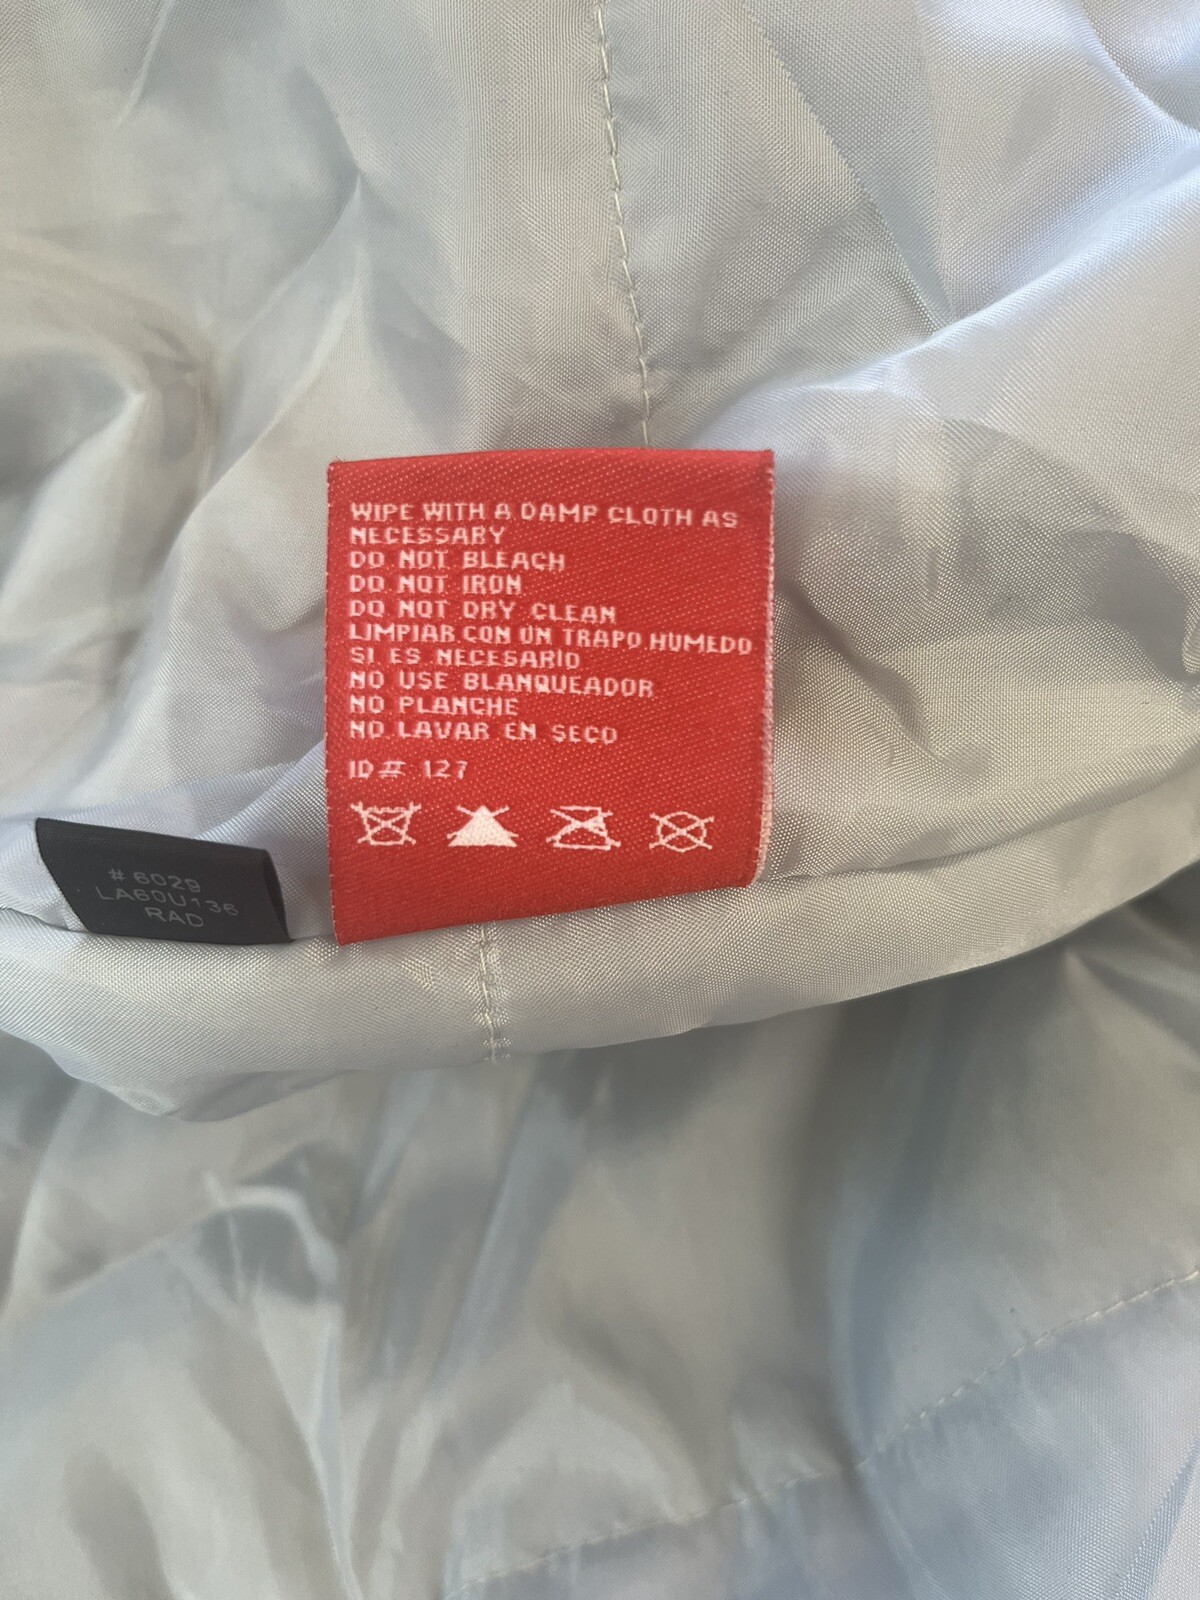 WIPE WITH A DAMP CLOTH AS
NECESSARY
DO NOT BLEACH
DO NOT IRON
DO NOT DRY CLEAN
LIMPIAR CON UN TRAPO HUMEDO
SI ES NECESARIO
NO USE BLANQUEADOR
NO PLANCHE
NO LAVAR EN SECO
ID# 127
# 6029
LA60U136
RAD